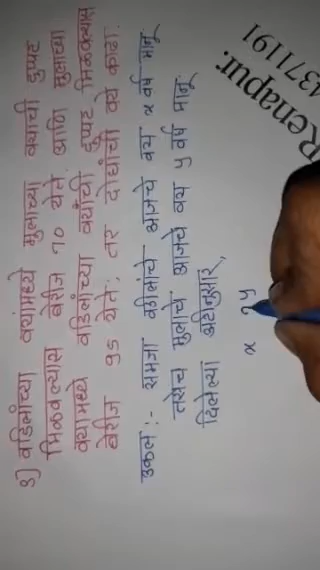 ३) वडिलांच्या वयामध्ये मुलाच्या वयाची दुप्पट
मिळवल्यास बेरीज ७० येते. आणि मुलाच्या
वयामध्ये वडिलांच्या वयाची दुप्पट मिळवल्यास
बेरीज ९५ येते; तर दोघांची वये काढा.
उकल :- समजा वडिलांचे आजचे वय x वर्षे मानू
तसेच मुलाचे आजचे वय y वर्षे मानू
दिलेल्या अटीनुसार,
x 2y
Renapur.
4371191